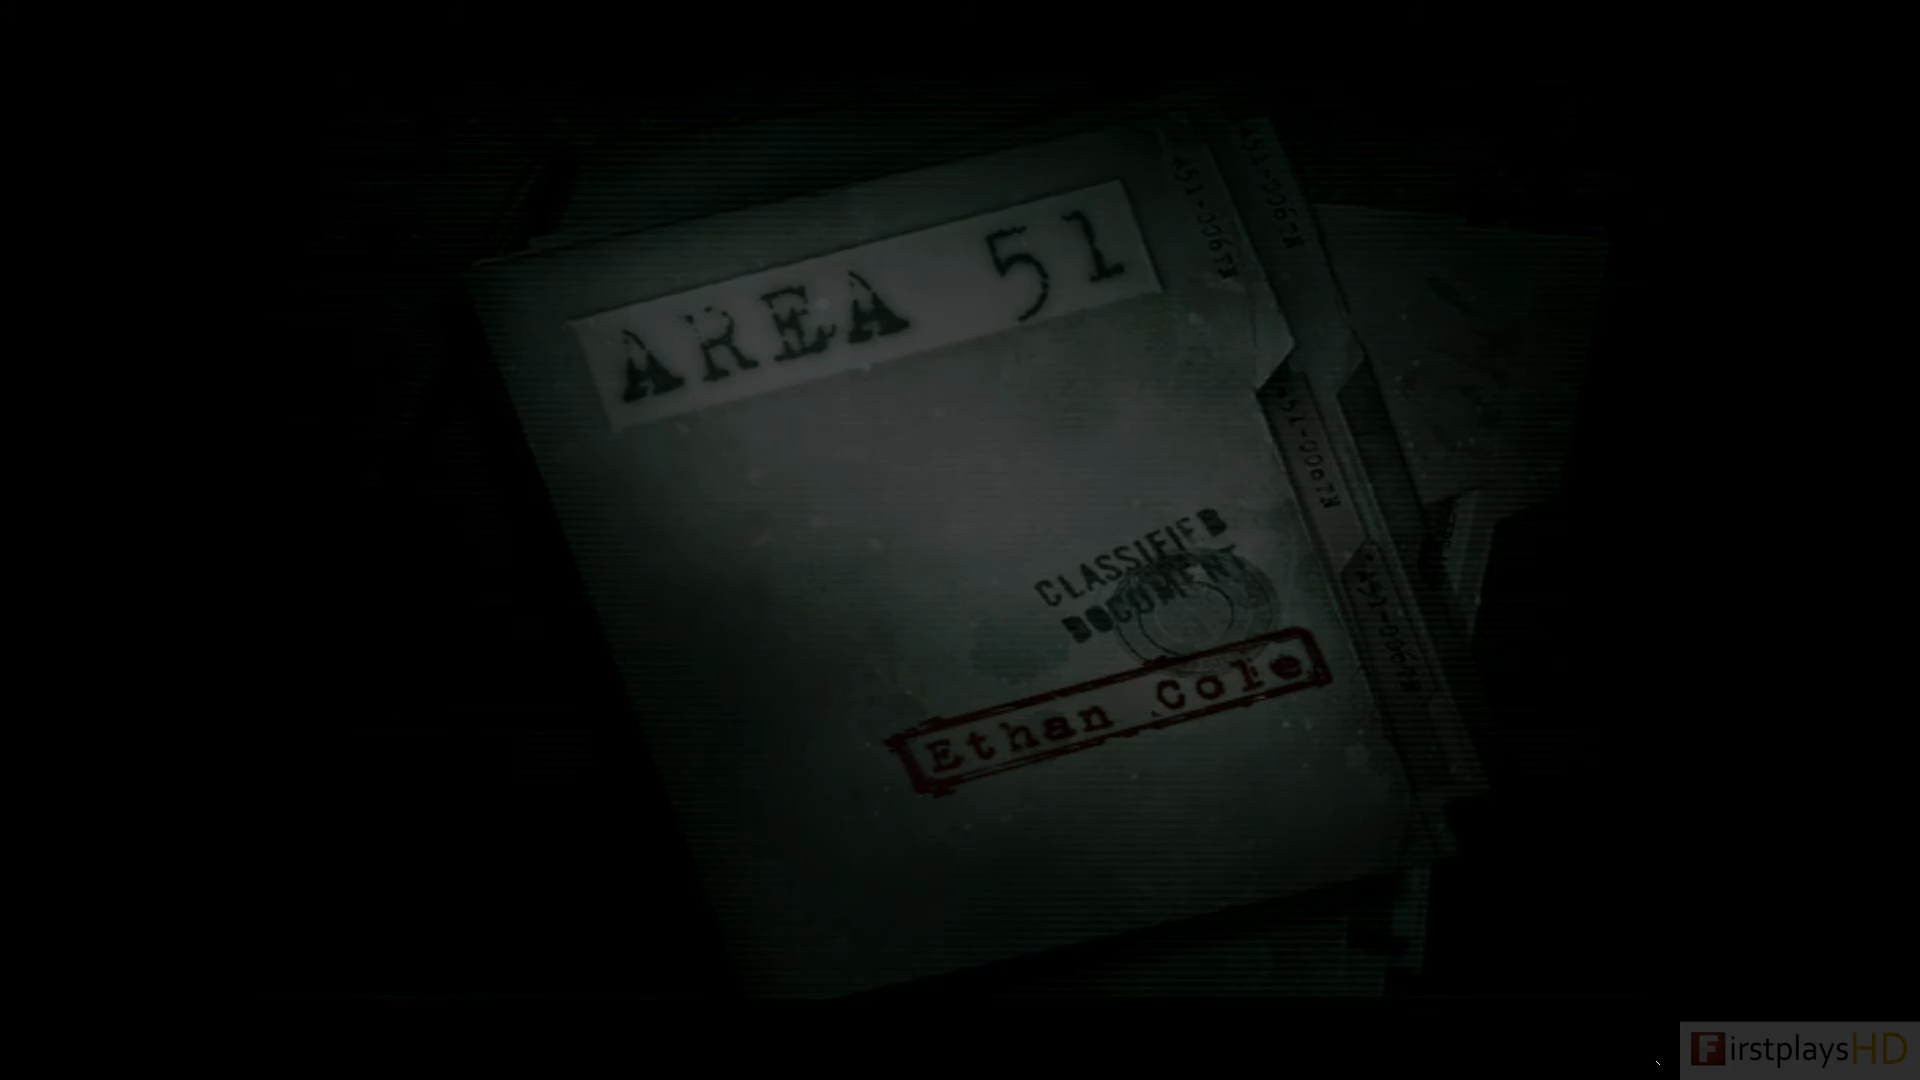 AREA 51
CLASSIFIED
DOCUMENT
Ethan Cole
FirstplaysHD